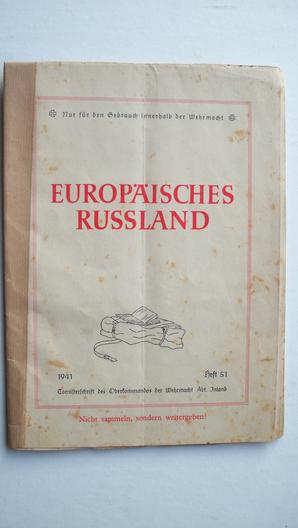 Nur für den Gebrauch innerhalb der Wehrmacht
EUROPÄISCHES
RUSSLAND
1941 Heft 51
Tornisterschrift des Oberkommandos der Wehrmacht Abt. Inland
Nicht sammeln, sondern weitergeben!